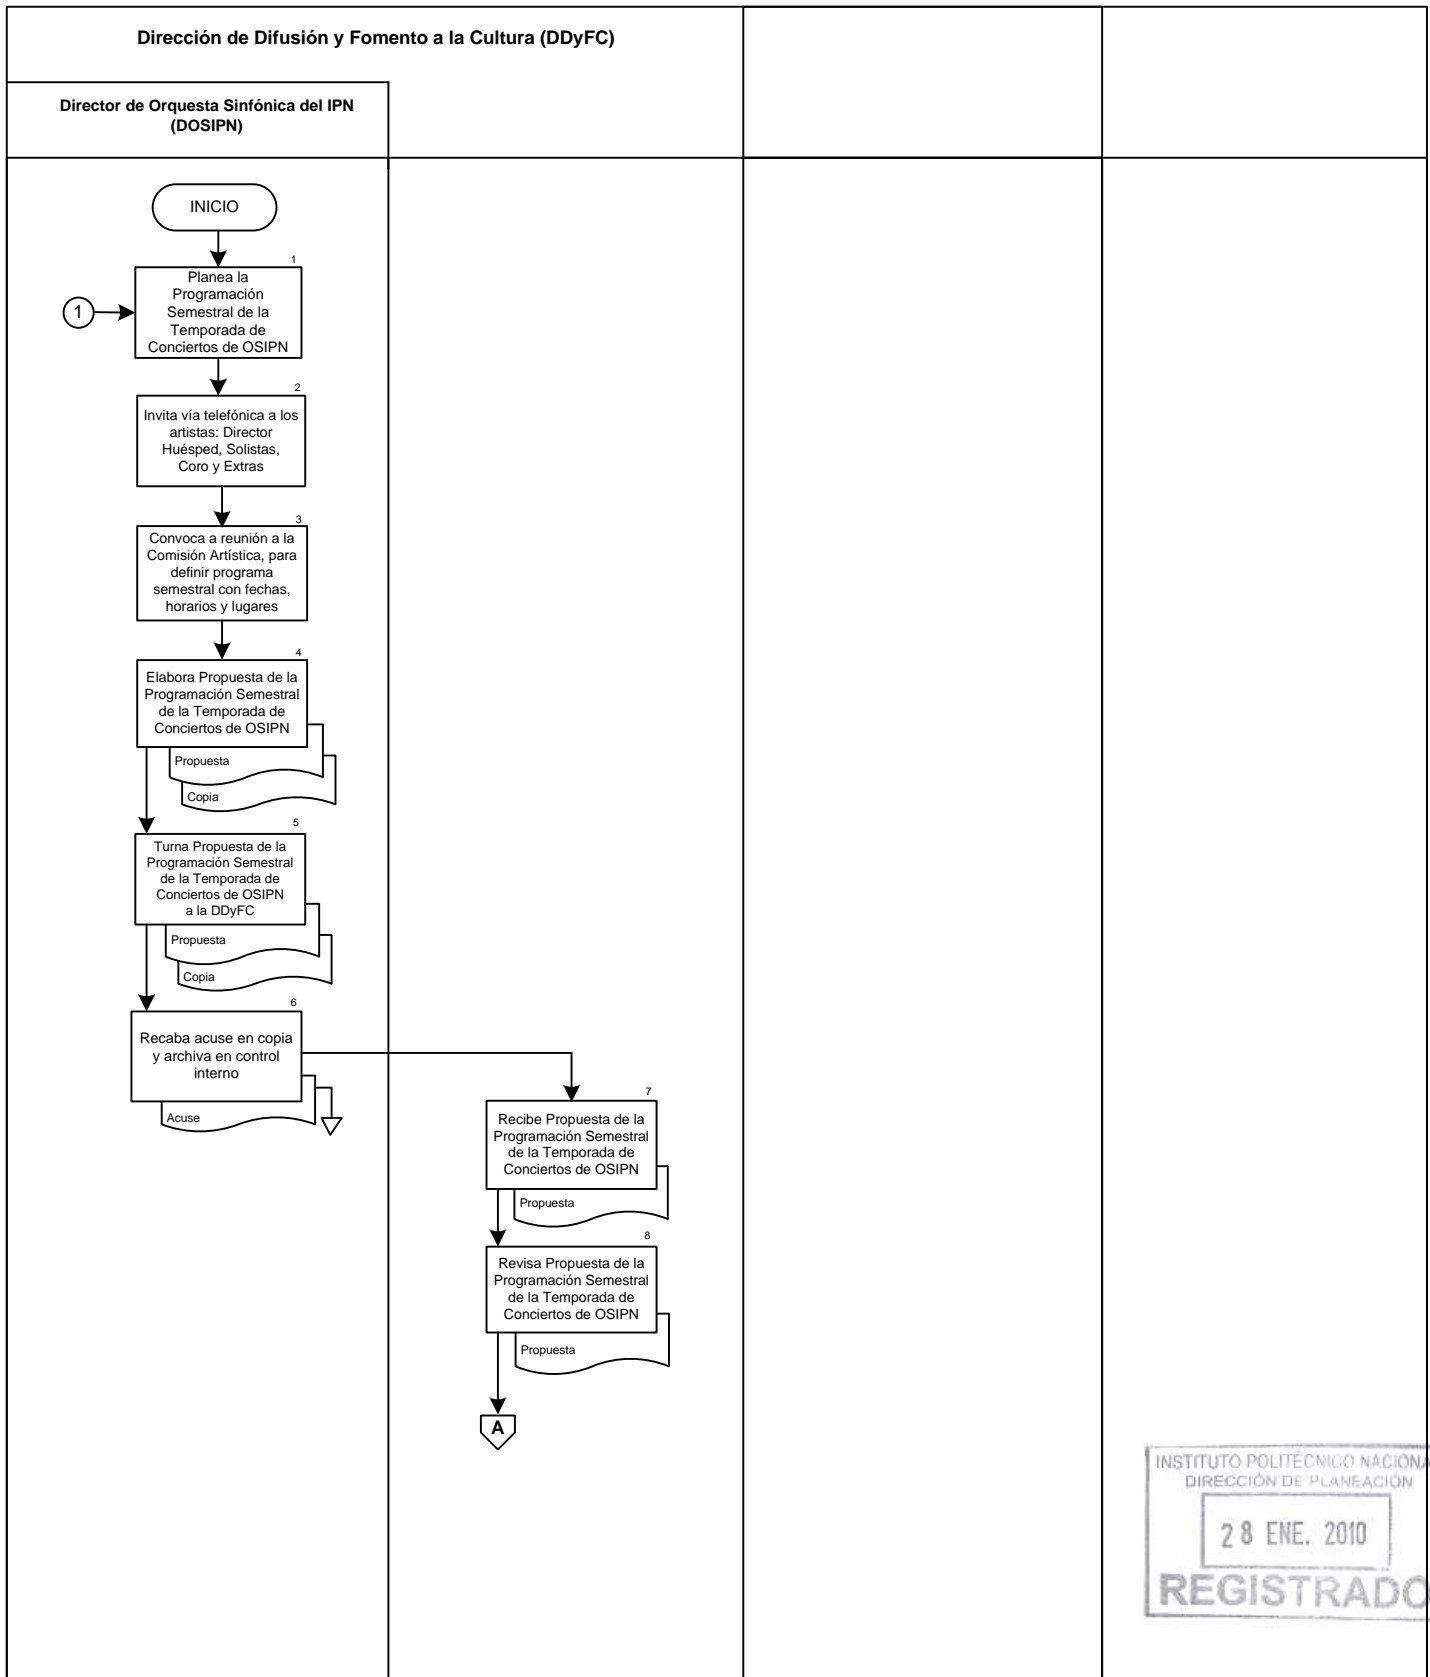 Dirección de Difusión y Fomento a la Cultura (DDyFC)
Director de Orquesta Sinfónica del IPN
(DOSIPN)
INICIO
1
1
Planea la
Programación
Semestral de la
Temporada de
Conciertos de OSIPN
2
Invita vía telefónica a los
artistas: Director
Huésped, Solistas,
Coro y Extras
3
Convoca a reunión a la
Comisión Artística, para
definir programa
semestral con fechas,
horarios y lugares
4
Elabora Propuesta de la
Programación Semestral
de la Temporada de
Conciertos de OSIPN
Propuesta
Copia
5
Turna Propuesta de la
Programación Semestral
de la Temporada de
Conciertos de OSIPN
a la DDyFC
Propuesta
Copia
6
Recaba acuse en copia
y archiva en control
interno
Acuse
7
Recibe Propuesta de la
Programación Semestral
de la Temporada de
Conciertos de OSIPN
Propuesta
8
Revisa Propuesta de la
Programación Semestral
de la Temporada de
Conciertos de OSIPN
Propuesta
A
INSTITUTO POLITÉCNICO NACIONA
DIRECCIÓN DE PLANEACIÓN
28 ENE. 2010
REGISTRADO